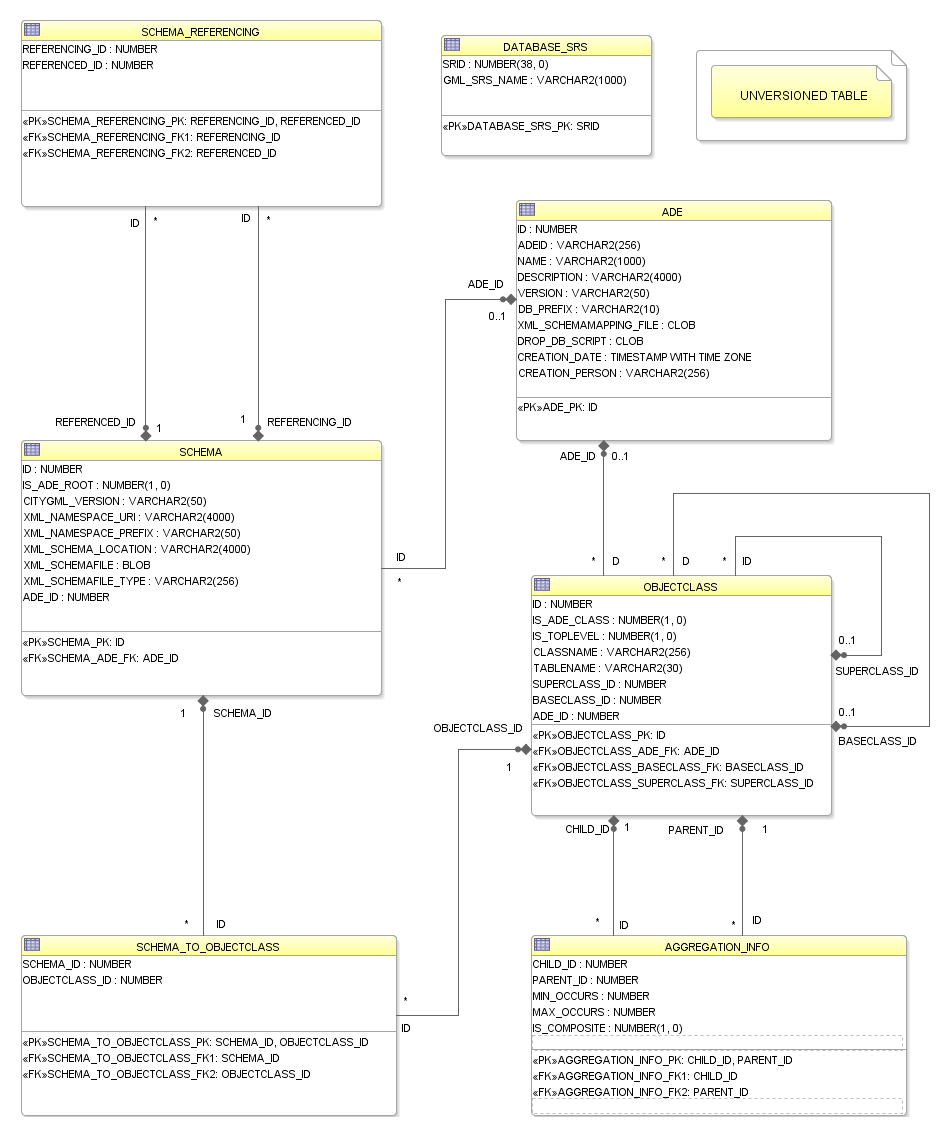 SCHEMA_REFERENCING
REFERENCING_ID : NUMBER
REFERENCED_ID : NUMBER
«PK»SCHEMA_REFERENCING_PK: REFERENCING_ID, REFERENCED_ID
«FK»SCHEMA_REFERENCING_FK1: REFERENCING_ID
«FK»SCHEMA_REFERENCING_FK2: REFERENCED_ID
DATABASE_SRS
SRID : NUMBER(38, 0)
GML_SRS_NAME : VARCHAR2(1000)
«PK»DATABASE_SRS_PK: SRID
UNVERSIONED TABLE
ID
*
ID
*
REFERENCED_ID
1
1
REFERENCING_ID
ADE
ID : NUMBER
ADEID : VARCHAR2(256)
NAME : VARCHAR2(1000)
DESCRIPTION : VARCHAR2(4000)
VERSION : VARCHAR2(50)
DB_PREFIX : VARCHAR2(10)
XML_SCHEMAMAPPING_FILE : CLOB
DROP_DB_SCRIPT : CLOB
CREATION_DATE : TIMESTAMP WITH TIME ZONE
CREATION_PERSON : VARCHAR2(256)
«PK»ADE_PK: ID
ADE_ID
0..1
ADE_ID
0..1
SCHEMA
ID : NUMBER
IS_ADE_ROOT : NUMBER(1, 0)
CITYGML_VERSION : VARCHAR2(50)
XML_NAMESPACE_URI : VARCHAR2(4000)
XML_NAMESPACE_PREFIX : VARCHAR2(50)
XML_SCHEMA_LOCATION : VARCHAR2(4000)
XML_SCHEMAFILE : BLOB
XML_SCHEMAFILE_TYPE : VARCHAR2(256)
ADE_ID : NUMBER
«PK»SCHEMA_PK: ID
«FK»SCHEMA_ADE_FK: ADE_ID
ID
*
*
D
*
D
*
ID
OBJECTCLASS
ID : NUMBER
IS_ADE_CLASS : NUMBER(1, 0)
IS_TOPLEVEL : NUMBER(1, 0)
CLASSNAME : VARCHAR2(256)
TABLENAME : VARCHAR2(30)
SUPERCLASS_ID : NUMBER
BASECLASS_ID : NUMBER
ADE_ID : NUMBER
«PK»OBJECTCLASS_PK: ID
«FK»OBJECTCLASS_ADE_FK: ADE_ID
«FK»OBJECTCLASS_BASECLASS_FK: BASECLASS_ID
«FK»OBJECTCLASS_SUPERCLASS_FK: SUPERCLASS_ID
0..1
SUPERCLASS_ID
0..1
BASECLASS_ID
1
SCHEMA_ID
OBJECTCLASS_ID
1
CHILD_ID
1
PARENT_ID
1
*
ID
*
ID
*
ID
*
ID
SCHEMA_TO_OBJECTCLASS
SCHEMA_ID : NUMBER
OBJECTCLASS_ID : NUMBER
«PK»SCHEMA_TO_OBJECTCLASS_PK: SCHEMA_ID, OBJECTCLASS_ID
«FK»SCHEMA_TO_OBJECTCLASS_FK1: SCHEMA_ID
«FK»SCHEMA_TO_OBJECTCLASS_FK2: OBJECTCLASS_ID
AGGREGATION_INFO
CHILD_ID : NUMBER
PARENT_ID : NUMBER
MIN_OCCURS : NUMBER
MAX_OCCURS : NUMBER
IS_COMPOSITE : NUMBER(1, 0)
«PK»AGGREGATION_INFO_PK: CHILD_ID, PARENT_ID
«FK»AGGREGATION_INFO_FK1: CHILD_ID
«FK»AGGREGATION_INFO_FK2: PARENT_ID